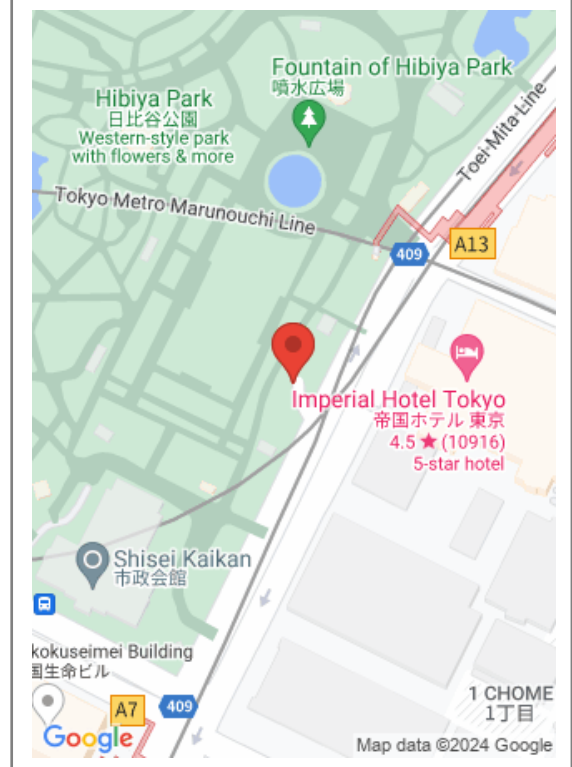 Fountain of Hibiya Park
噴水広場
Hibiya Park
日比谷公園
Western-style park
with flowers & more
Toei Mita Line
Tokyo Metro Marunouchi Line
409
A13
Imperial Hotel Tokyo
帝国ホテル 東京
4.5 ★ (10916)
5-star hotel
Shisei Kaikan
市政会館
kokuseimei Building
国生命ビル
A7
409
1 CHOME
1丁目
Google
Map data ©2024 Google